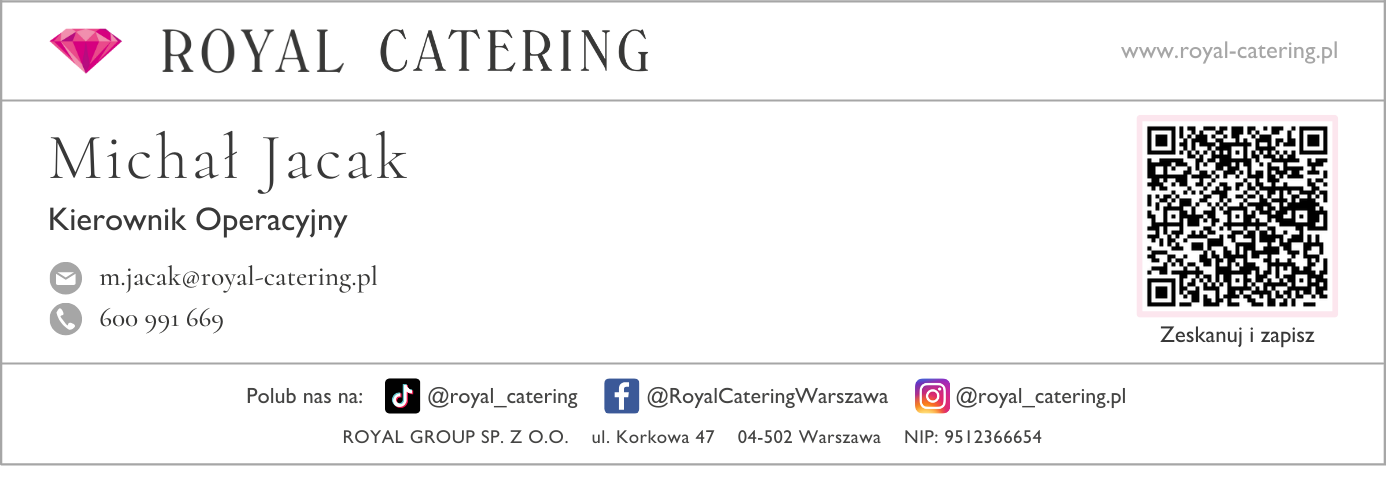 ROYAL CATERING
www.royal-catering.pl
Michał Jacak
Kierownik Operacyjny
m.jacak@royal-catering.pl
600 991 669
Zeskanuj i zapisz
Polub nas na: @royal_catering @RoyalCateringWarszawa @royal_catering.pl
ROYAL GROUP SP. Z O.O. ul. Korkowa 47 04-502 Warszawa NIP: 9512366654